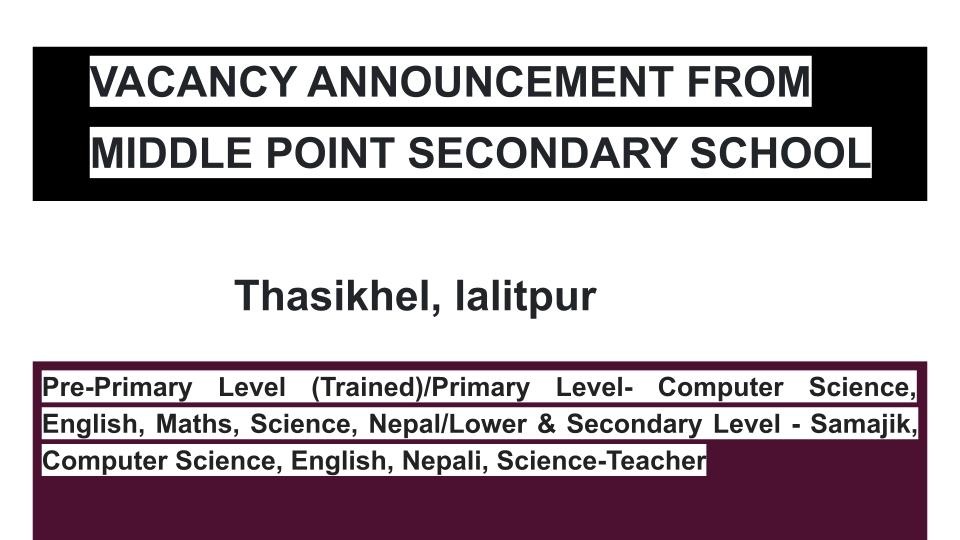 VACANCY ANNOUNCEMENT FROM
MIDDLE POINT SECONDARY SCHOOL
Thasikhel, lalitpur
Pre-Primary Level (Trained)/Primary Level- Computer Science,
English, Maths, Science, Nepal/Lower & Secondary Level - Samajik,
Computer Science, English, Nepali, Science-Teacher